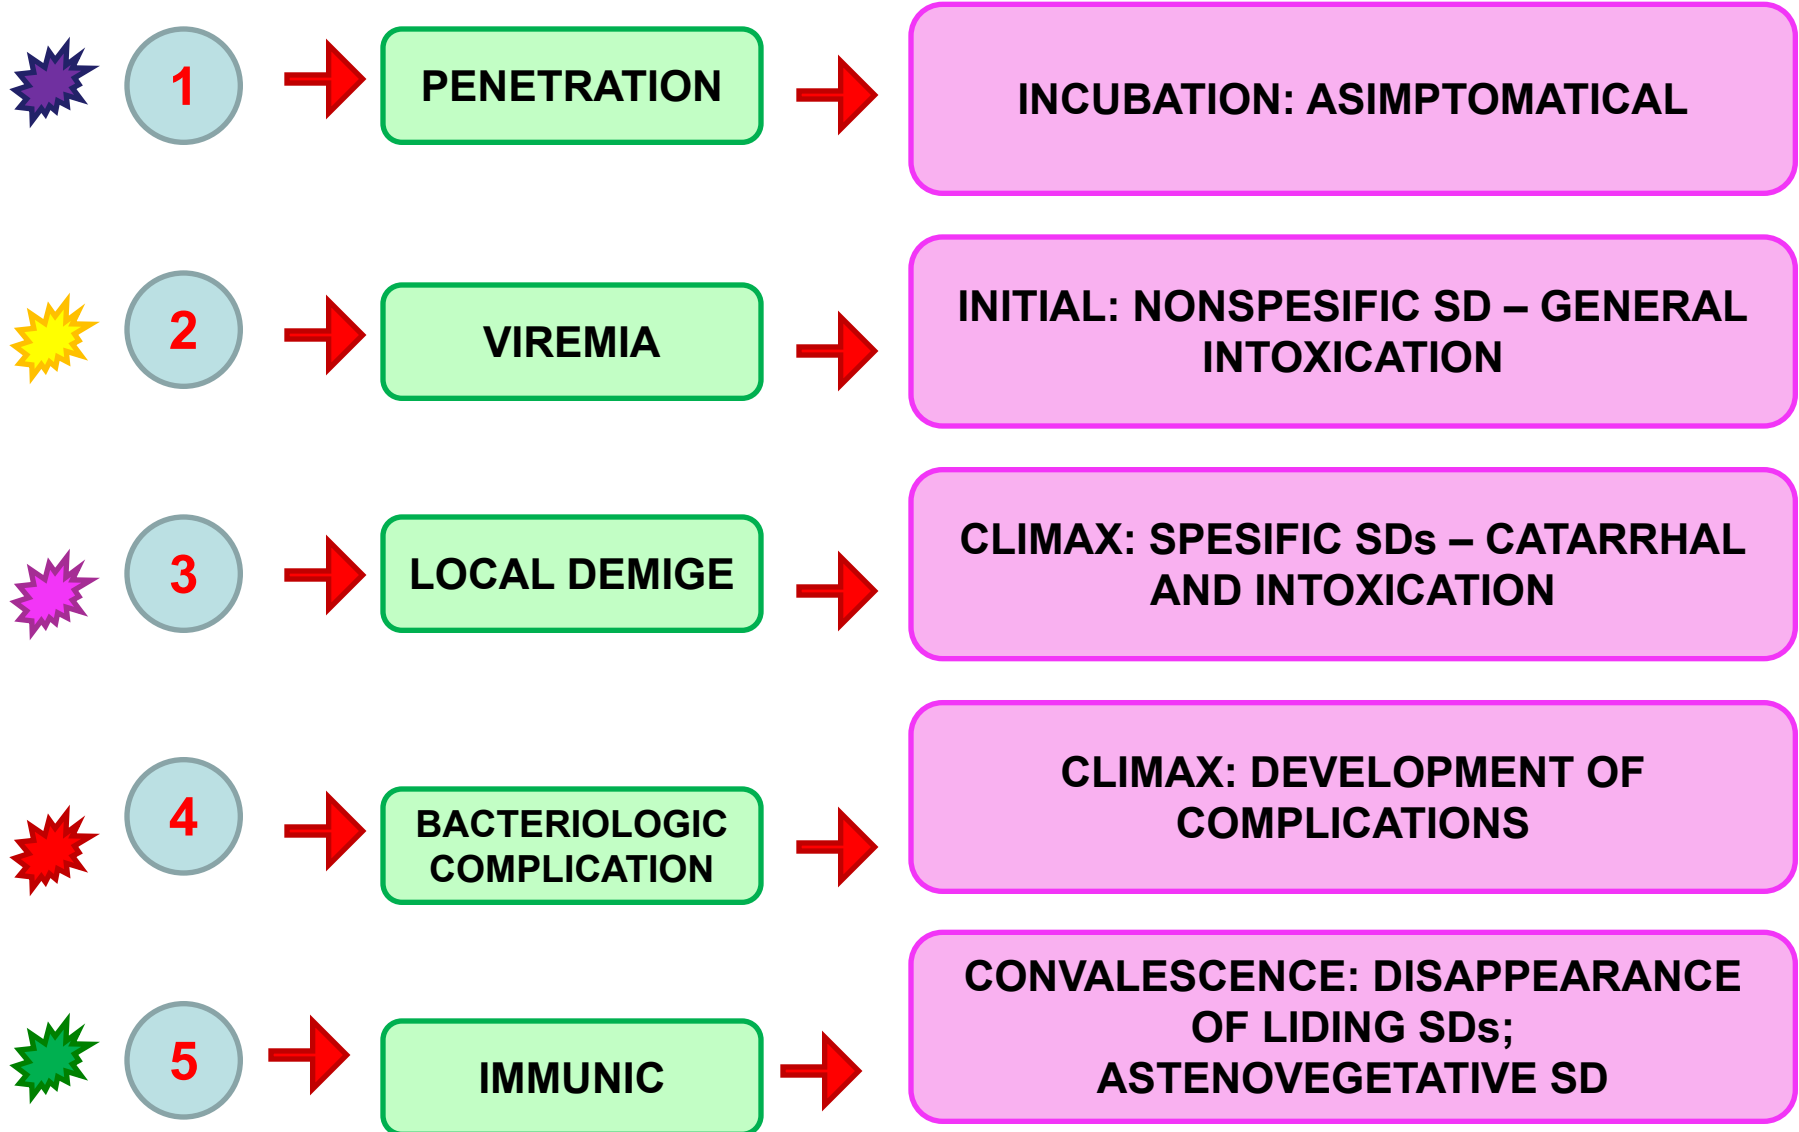 1
PENETRATION
INCUBATION: ASIMPTOMATICAL
2
VIREMIA
INITIAL: NONSPESIFIC SD – GENERAL
INTOXICATION
3
LOCAL DEMIGE
CLIMAX: SPESIFIC SDs – CATARRHAL
AND INTOXICATION
4
BACTERIOLOGIC
COMPLICATION
CLIMAX: DEVELOPMENT OF
COMPLICATIONS
5
IMMUNIC
CONVALESCENCE: DISAPPEARANCE
OF LIDING SDs;
ASTENOVEGETATIVE SD